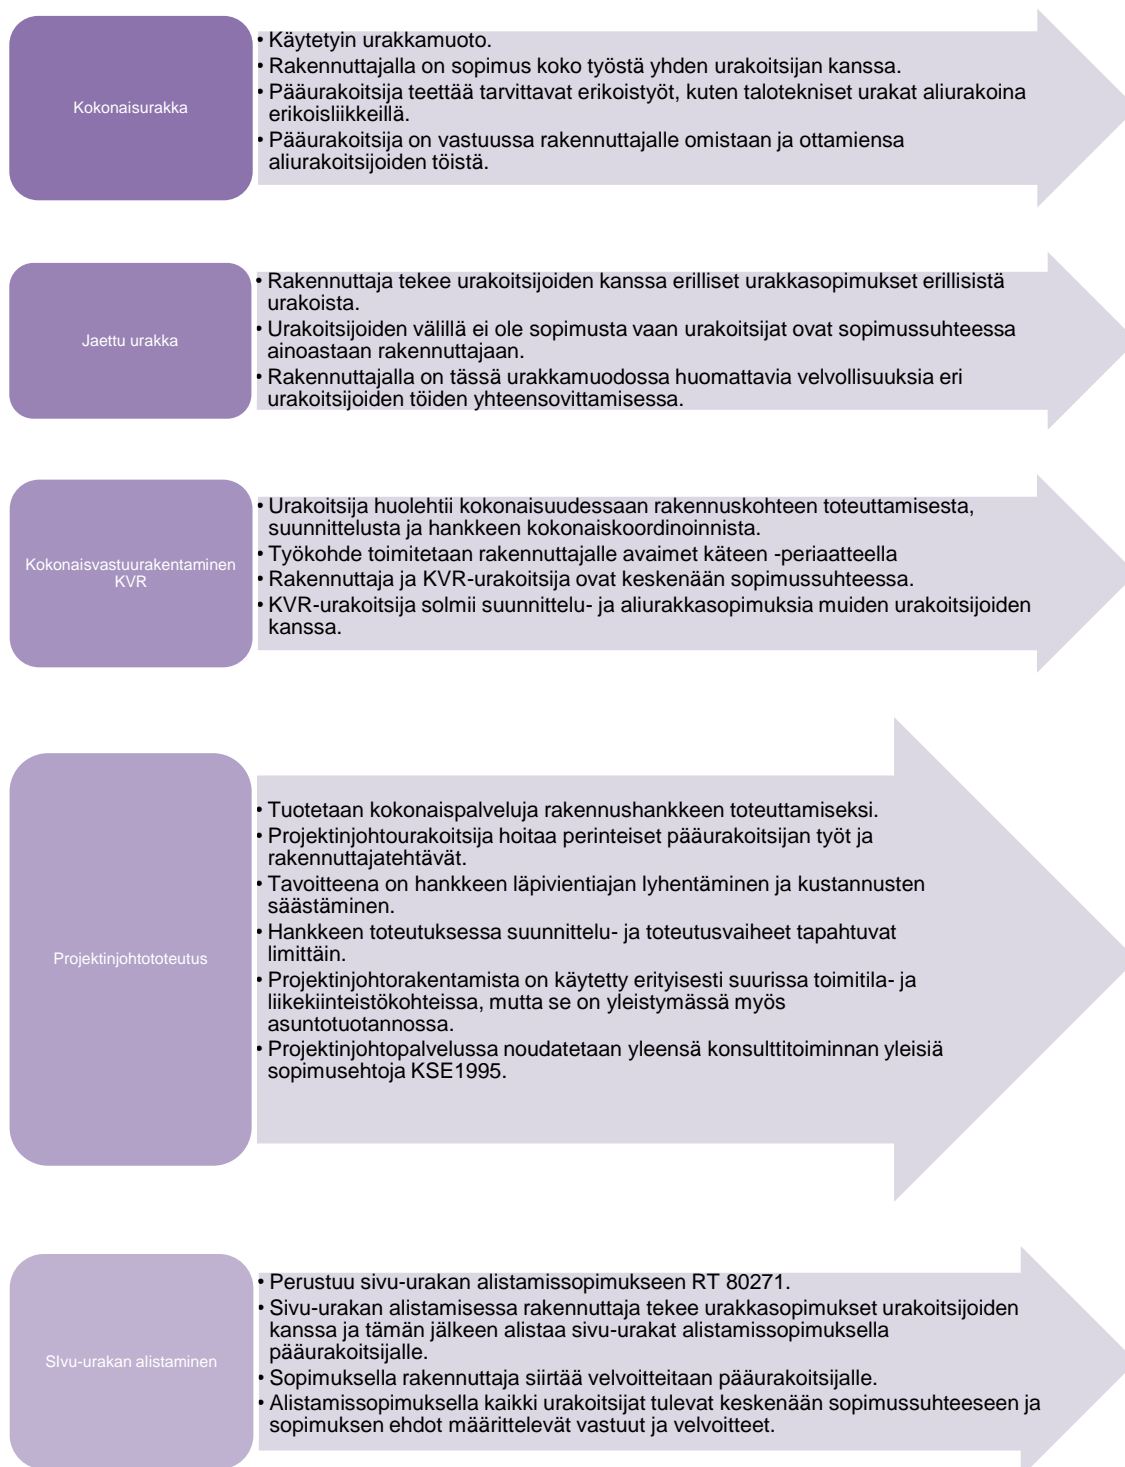 Kokonaisurakka
• Käytetyin urakkamuoto.
• Rakennuttajalla on sopimus koko työstä yhden urakoitsijan kanssa.
• Pääurakoitsija teettää tarvittavat erikoistyöt, kuten talotekniset urakat aliurakoina
erikoisliikkeillä.
• Pääurakoitsija on vastuussa rakennuttajalle omistaan ja ottamiensa
aliurakoitsijoiden töistä.
Jaettu urakka
• Rakennuttaja tekee urakoitsijoiden kanssa erilliset urakkasopimukset erillisistä
urakoista.
• Urakoitsijoiden välillä ei ole sopimusta vaan urakoitsijat ovat sopimussuhteessa
ainoastaan rakennuttajaan.
• Rakennuttajalla on tässä urakkamuodossa huomattavia velvollisuuksia eri
urakoitsijoiden töiden yhteensovittamisessa.
Kokonaisvastuurakentaminen
KVR
• Urakoitsija huolehtii kokonaisuudessaan rakennuskohteen toteuttamisesta,
suunnittelusta ja hankkeen kokonaiskoordinoinnista.
• Työkohde toimitetaan rakennuttajalle avaimet käteen -periaatteella
• Rakennuttaja ja KVR-urakoitsija ovat keskenään sopimussuhteessa.
• KVR-urakoitsija solmii suunnittelu- ja aliurakkasopimuksia muiden urakoitsijoiden
kanssa.
Projektinjohtototeutus
• Tuotetaan kokonaispalveluja rakennushankkeen toteuttamiseksi.
• Projektinjohtourakoitsija hoitaa perinteiset pääurakoitsijan työt ja
rakennuttajatehtävät.
• Tavoitteena on hankkeen läpivientiajan lyhentäminen ja kustannusten
säästäminen.
• Hankkeen toteutuksessa suunnittelu- ja toteutusvaiheet tapahtuvat
limittäin.
• Projektinjohtorakentamista on käytetty erityisesti suurissa toimitila- ja
liikekiinteistökohteissa, mutta se on yleistymässä myös
asuntotuotannossa.
• Projektinjohtopalvelussa noudatetaan yleensä konsulttitoiminnan yleisiä
sopimusehtoja KSE1995.
SIvu-urakan alistaminen
• Perustuu sivu-urakan alistamissopimukseen RT 80271.
• Sivu-urakan alistamisessa rakennuttaja tekee urakkasopimukset urakoitsijoiden
kanssa ja tämän jälkeen alistaa sivu-urakat alistamissopimuksella
pääurakoitsijalle.
• Sopimuksella rakennuttaja siirtää velvoitteitaan pääurakoitsijalle.
• Alistamissopimuksella kaikki urakoitsijat tulevat keskenään sopimussuhteeseen ja
sopimuksen ehdot määrittelevät vastuut ja velvoitteet.